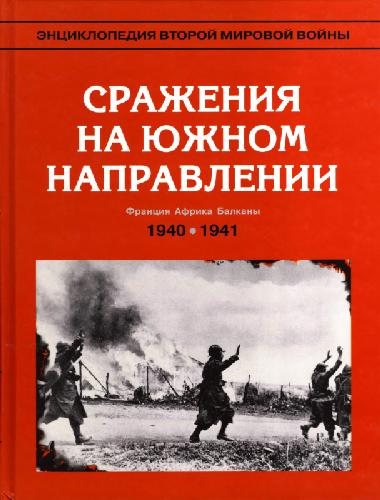 ЭНЦИКЛОПЕДИЯ ВТОРОЙ МИРОВОЙ ВОЙНЫ
СРАЖЕНИЯ
НА ЮЖНОМ
НАПРАВЛЕНИИ
Франция Африка Балканы
1940 • 1941